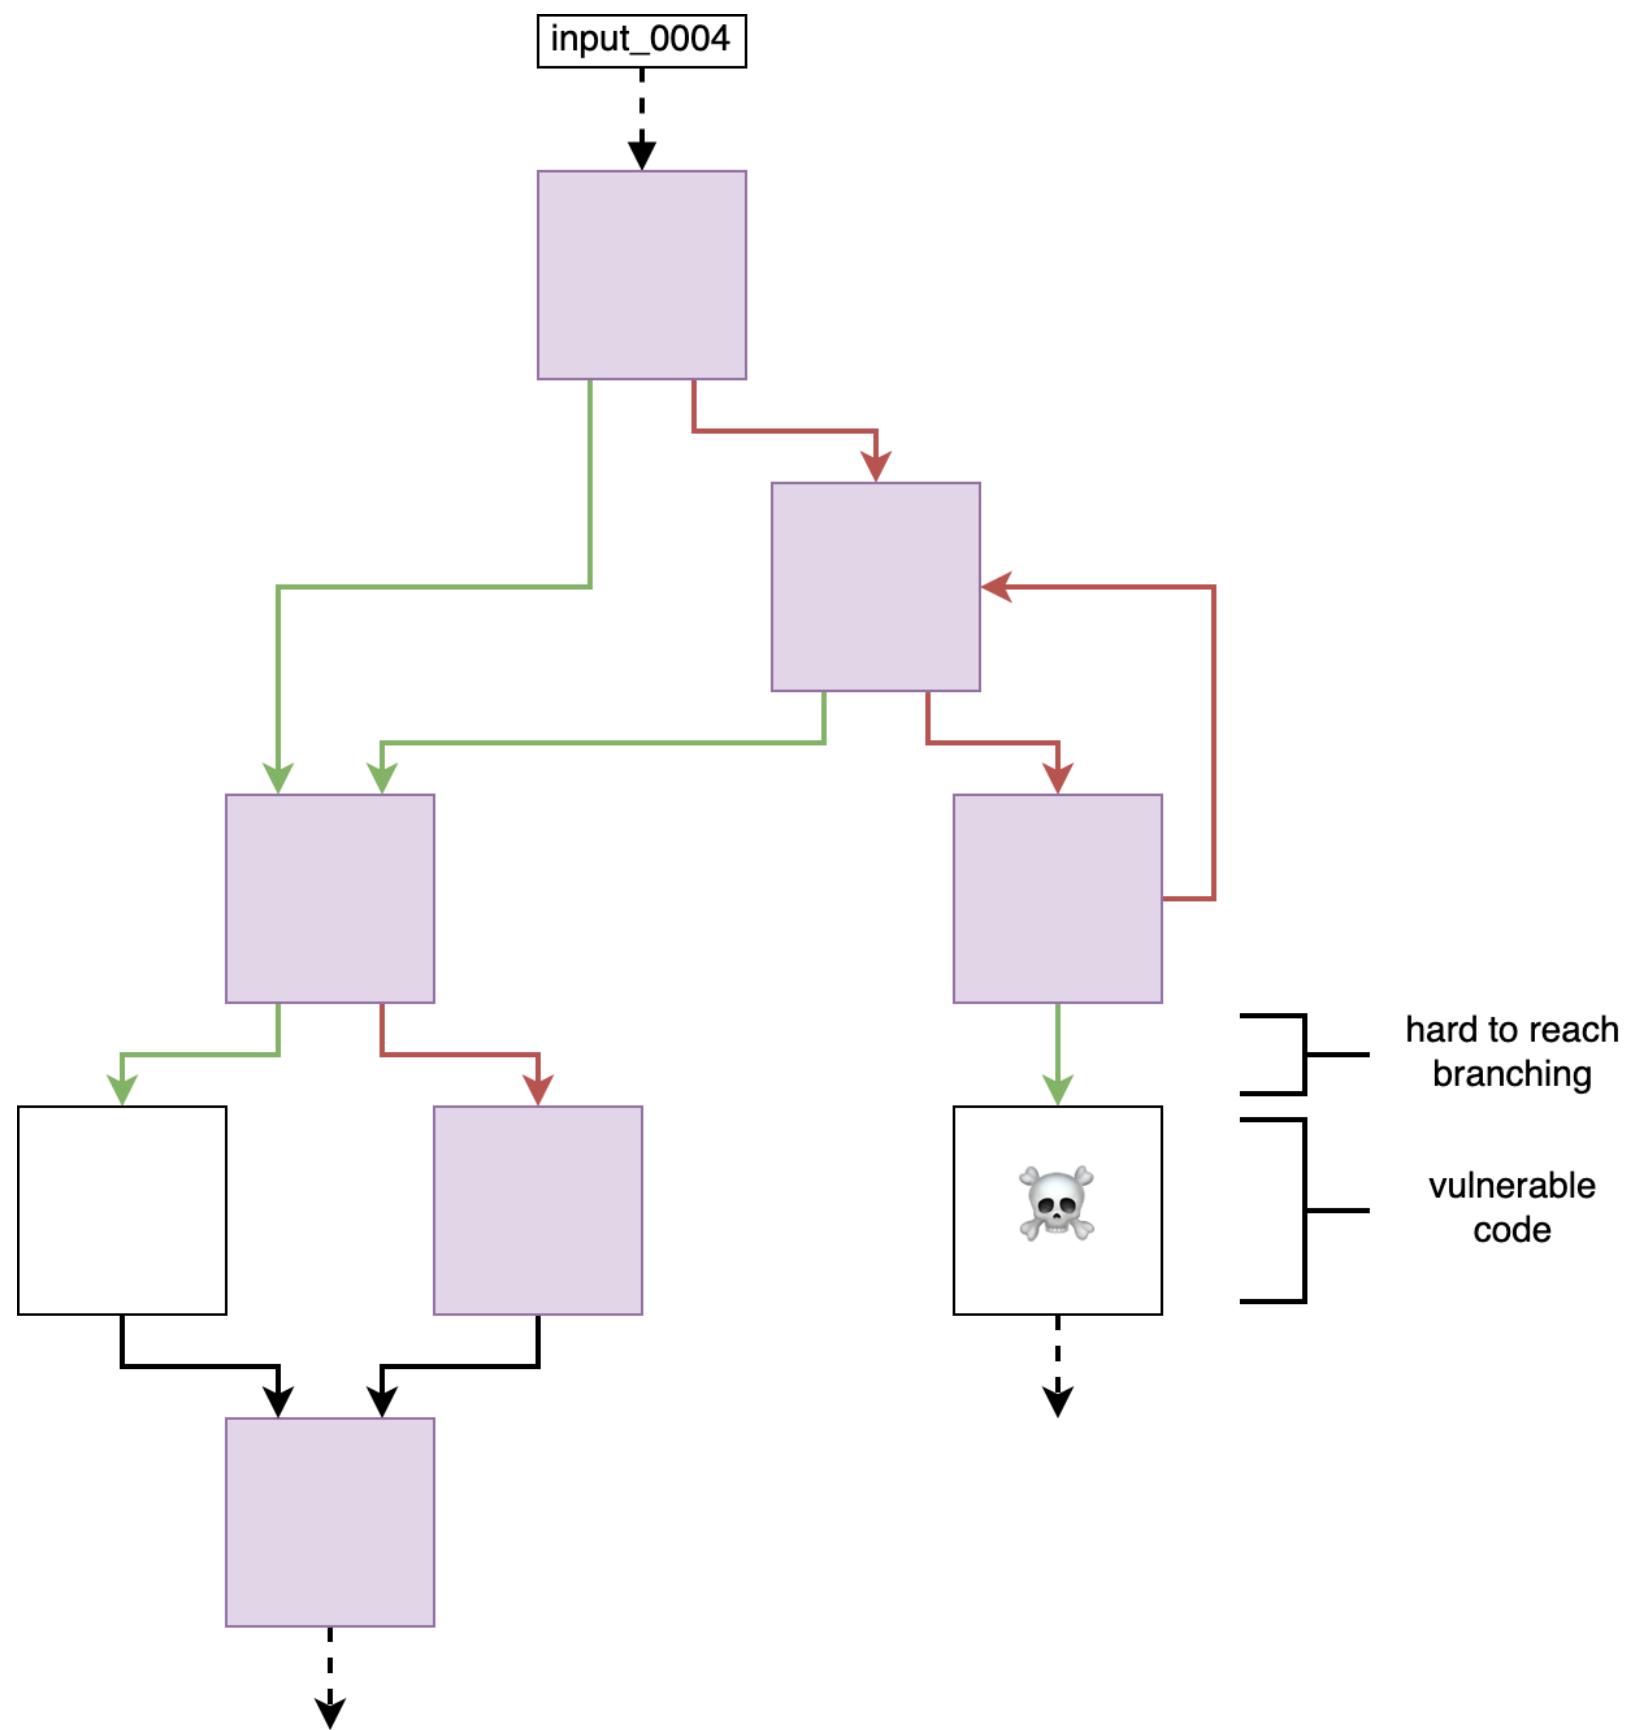 input_0004
hard to reach
branching
vulnerable
code